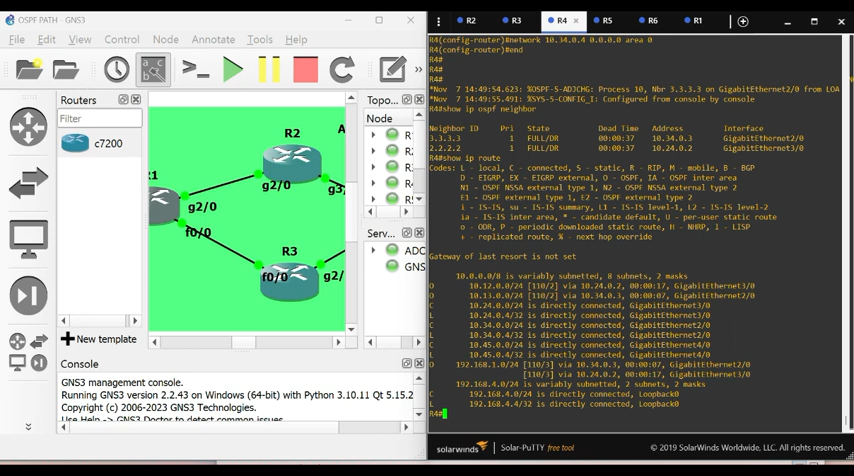 OSPF PATH - GNS3
File Edit View Control Node Annotate Tools Help
Routers
Filter
c7200
New template
R2
A
R1
g2/0
g2/0
g3/
f0/0
R3
f0/0
g2/
Topo...
Node
R
R
R
R
R
Serv...
ADC
GNS
Console
GNS3 management console.
Running GNS3 version 2.2.43 on Windows (64-bit) with Python 3.10.11 Qt 5.15.2
Copyright (c) 2006-2023 GNS3 Technologies.
Use Help -> GNS3 Doctor to detect common issues.
R2 R3 R4 R5 R6 R1
R4(config-router)#network 10.34.0.4 0.0.0.0 area 0
R4(config-router)#end
R4#
R4#
R4#
*Nov 7 14:49:54.623: %OSPF-5-ADJCHG: Process 10, Nbr 3.3.3.3 on GigabitEthernet2/0 from LOA
*Nov 7 14:49:55.491: %SYS-5-CONFIG_I: Configured from console by console
R4#show ip ospf neighbor
Neighbor ID Pri State Dead Time Address Interface
3.3.3.3 1 FULL/DR 00:00:37 10.34.0.3 GigabitEthernet2/0
2.2.2.2 1 FULL/DR 00:00:37 10.24.0.2 GigabitEthernet3/0
R4#show ip route
Codes: L - local, C - connected, S - static, R - RIP, M - mobile, B - BGP
D - EIGRP, EX - EIGRP external, O - OSPF, IA - OSPF inter area
N1 - OSPF NSSA external type 1, N2 - OSPF NSSA external type 2
E1 - OSPF external type 1, E2 - OSPF external type 2
i - IS-IS, su - IS-IS summary, L1 - IS-IS level-1, L2 - IS-IS level-2
ia - IS-IS inter area, * - candidate default, U - per-user static route
o - ODR, P - periodic downloaded static route, H - NHRP, l - LISP
+ - replicated route, % - next hop override
Gateway of last resort is not set
10.0.0.0/8 is variably subnetted, 8 subnets, 2 masks
O 10.12.0.0/24 [110/2] via 10.24.0.2, 00:00:17, GigabitEthernet3/0
O 10.13.0.0/24 [110/2] via 10.34.0.3, 00:00:07, GigabitEthernet2/0
C 10.24.0.0/24 is directly connected, GigabitEthernet3/0
L 10.24.0.4/32 is directly connected, GigabitEthernet3/0
C 10.34.0.0/24 is directly connected, GigabitEthernet2/0
L 10.34.0.4/32 is directly connected, GigabitEthernet2/0
C 10.45.0.0/24 is directly connected, GigabitEthernet4/0
L 10.45.0.4/32 is directly connected, GigabitEthernet4/0
O 192.168.1.0/24 [110/3] via 10.34.0.3, 00:00:07, GigabitEthernet2/0
[110/3] via 10.24.0.2, 00:00:17, GigabitEthernet3/0
192.168.4.0/24 is variably subnetted, 2 subnets, 2 masks
C 192.168.4.0/24 is directly connected, Loopback0
L 192.168.4.4/32 is directly connected, Loopback0
R4#
solarwinds Solar-PuTTY free tool © 2019 SolarWinds Worldwide, LLC. All rights reserved.